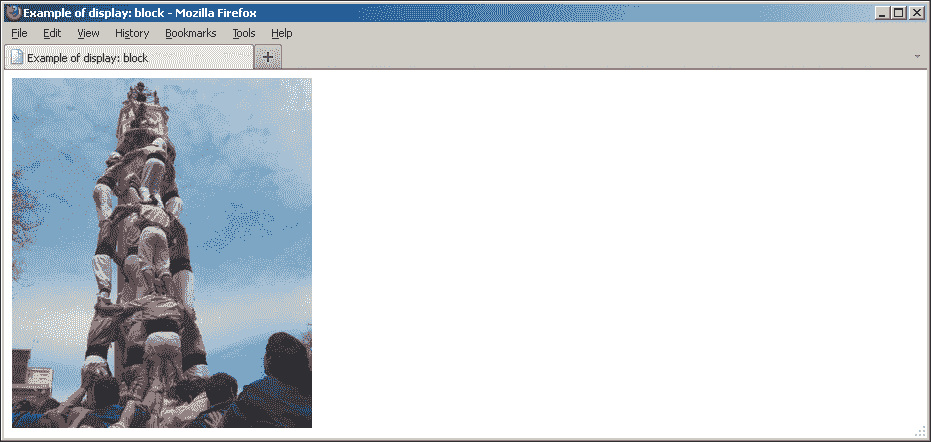 Example of display: block - Mozilla Firefox
File Edit View History Bookmarks Tools Help
Example of display: block